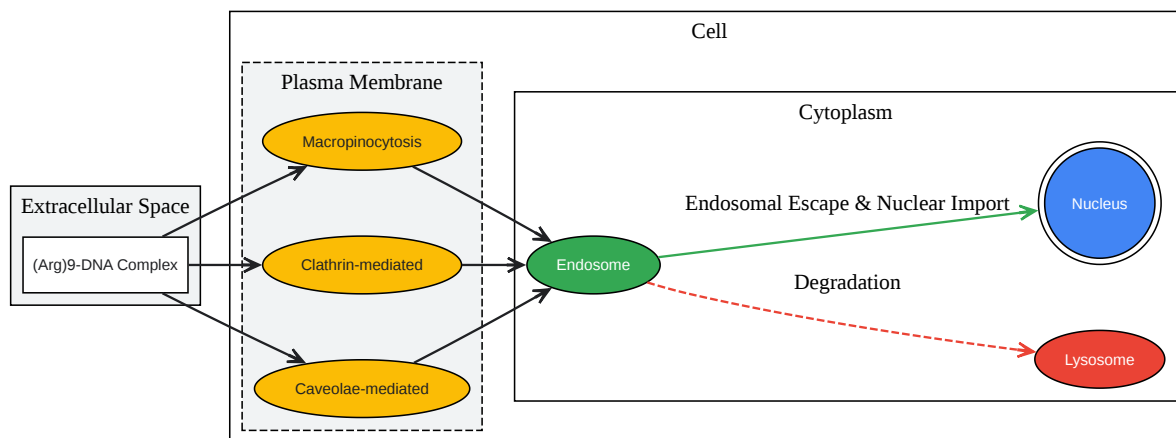 Cell
Plasma Membrane
Macropinocytosis
Cytoplasm
Extracellular Space
(Arg)9-DNA Complex
Clathrin-mediated
Endosome
Endosomal Escape & Nuclear Import
Nucleus
Degradation
Caveolae-mediated
Lysosome